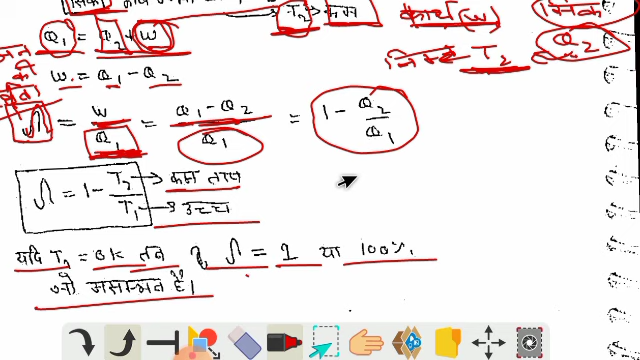 T₂ → कम
Q₁ = Q₂ + W
कार्य(W)
सिंक
W = Q₁ - Q₂
T₂
Q₂
η = W/Q₁ = Q₁ - Q₂/Q₁ = 1 - Q₂/Q₁
η = 1 - T₂/T₁ → कम ताप
→ उच्च
यदि T₂ = 0K तब η = 1 या 100%
जो असम्भव है।